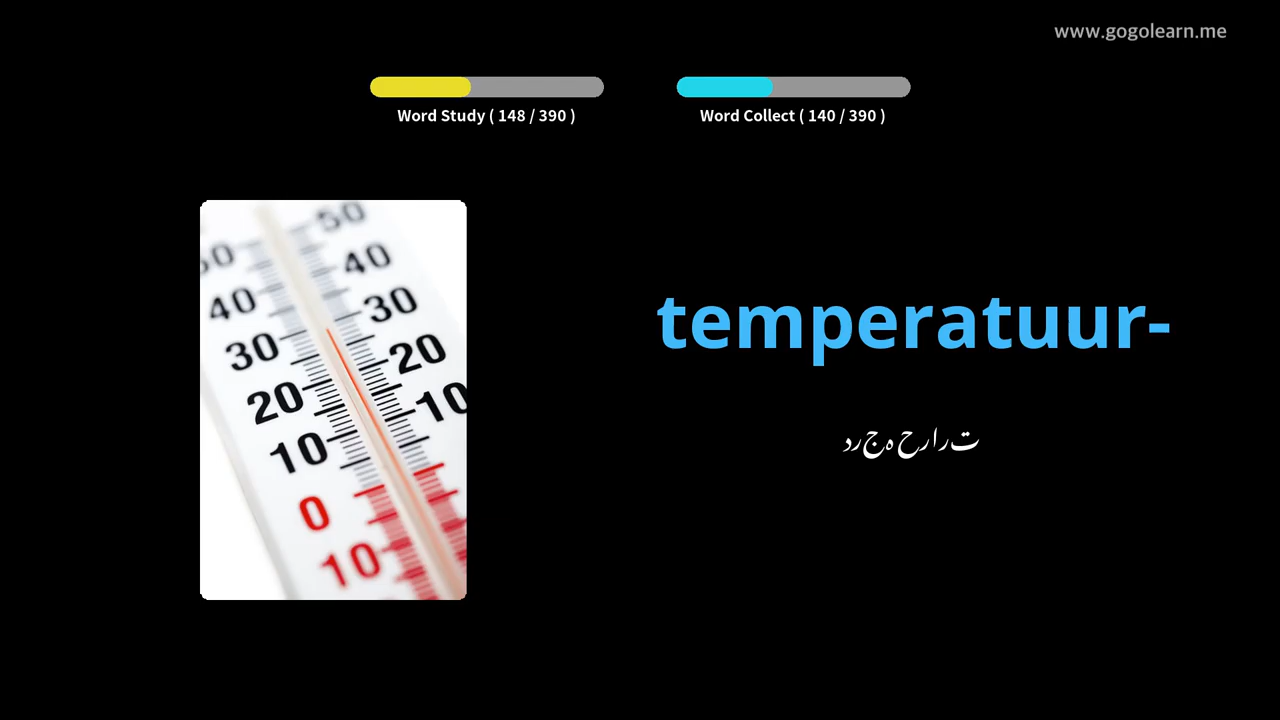 www.gogolearn.me
Word Study ( 148 / 390 )
Word Collect ( 140 / 390 )
50
40
40
30
30
20
20
10
10
0
10
temperatuur-
درجہ حرارت